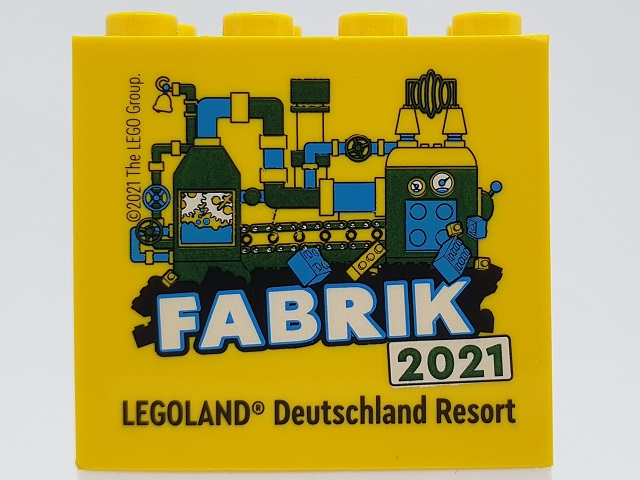 ©2021 The LEGO Group.
FABRIK
2021
LEGOLAND® Deutschland Resort